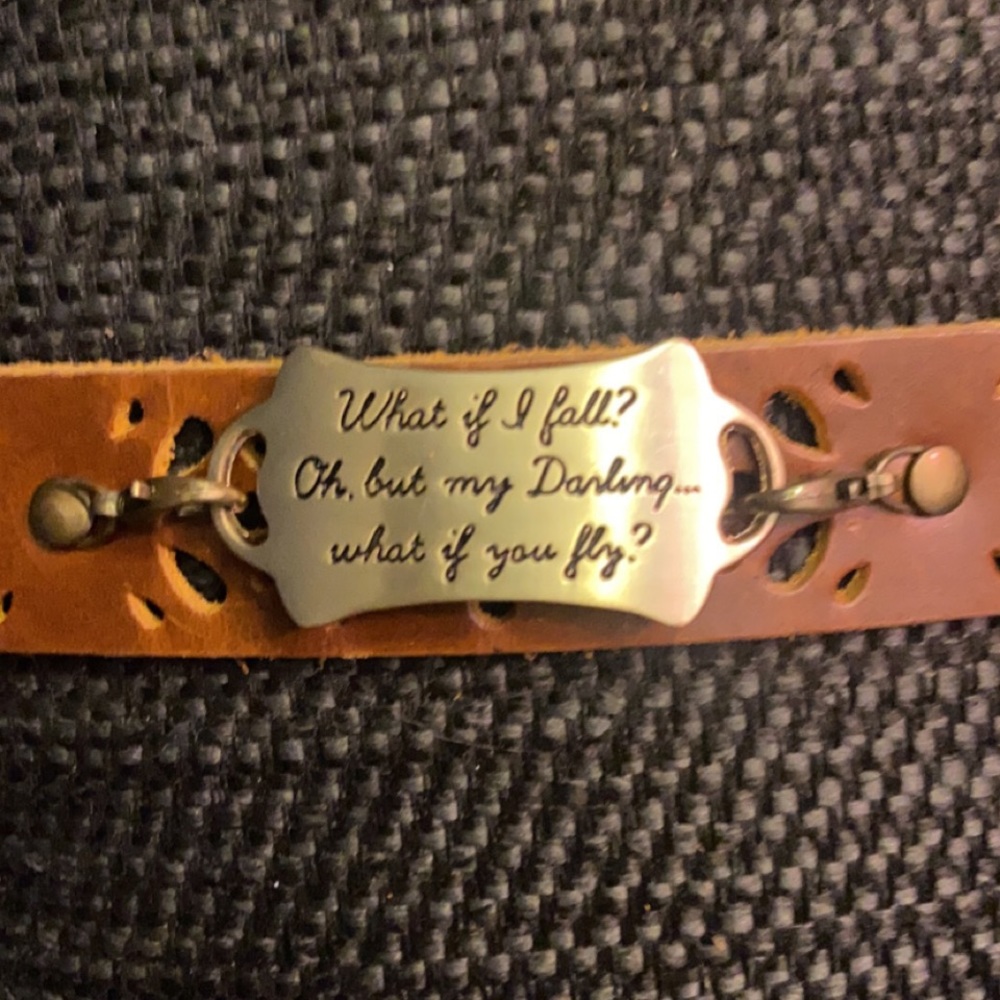 What if I fall?
Oh, but my Darling...
what if you fly?